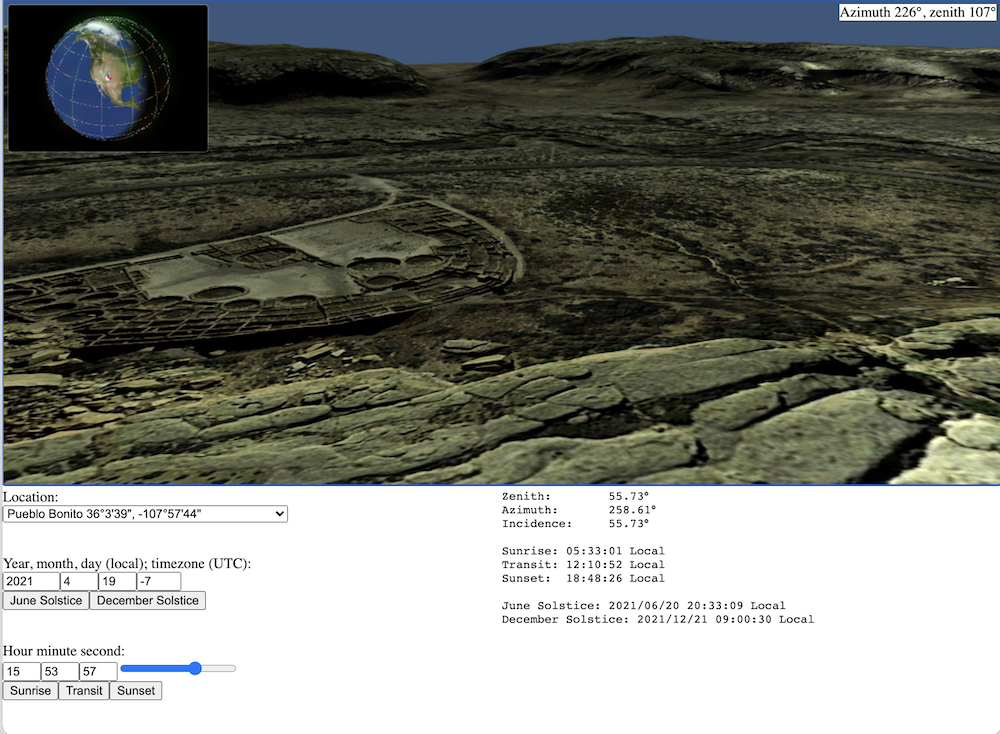 Azimuth 226°, zenith 107°
Location:
Pueblo Bonito 36°3'39", -107°57'44"
Year, month, day (local); timezone (UTC):
2021 4 19 -7
June Solstice December Solstice
Hour minute second:
15 53 57
Sunrise Transit Sunset
Zenith: 55.73°
Azimuth: 258.61°
Incidence: 55.73°
Sunrise: 05:33:01 Local
Transit: 12:10:52 Local
Sunset: 18:48:26 Local
June Solstice: 2021/06/20 20:33:09 Local
December Solstice: 2021/12/21 09:00:30 Local